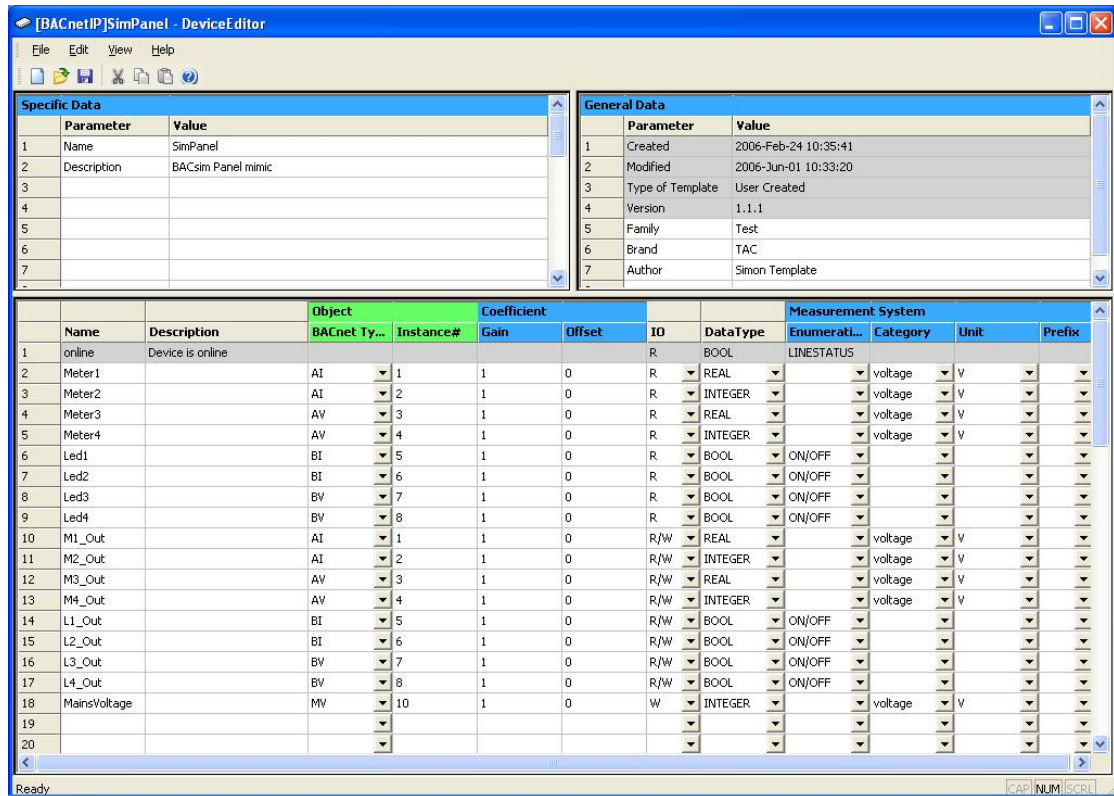 [BACnetIP]SimPanel - DeviceEditor
File Edit View Help
Specific Data
Parameter Value
1 Name SimPanel
2 Description BACsim Panel mimic
3
4
5
6
7
General Data
Parameter Value
1 Created 2006-Feb-24 10:35:41
2 Modified 2006-Jun-01 10:33:20
3 Type of Template User Created
4 Version 1.1.1
5 Family Test
6 Brand TAC
7 Author Simon Template
Object Coefficient Measurement System
Name Description BACnet Ty... Instance# Gain Offset IO DataType Enumerati... Category Unit Prefix
1 online Device is online R BOOL LINESTATUS
2 Meter1 AI 1 1 0 R REAL voltage V
3 Meter2 AI 2 1 0 R INTEGER voltage V
4 Meter3 AV 3 1 0 R REAL voltage V
5 Meter4 AV 4 1 0 R INTEGER voltage V
6 Led1 BI 5 1 0 R BOOL ON/OFF
7 Led2 BI 6 1 0 R BOOL ON/OFF
8 Led3 BV 7 1 0 R BOOL ON/OFF
9 Led4 BV 8 1 0 R BOOL ON/OFF
10 M1_Out AI 1 1 0 R/W REAL voltage V
11 M2_Out AI 2 1 0 R/W INTEGER voltage V
12 M3_Out AV 3 1 0 R/W REAL voltage V
13 M4_Out AV 4 1 0 R/W INTEGER voltage V
14 L1_Out BI 5 1 0 R/W BOOL ON/OFF
15 L2_Out BI 6 1 0 R/W BOOL ON/OFF
16 L3_Out BV 7 1 0 R/W BOOL ON/OFF
17 L4_Out BV 8 1 0 R/W BOOL ON/OFF
18 MainsVoltage MV 10 1 0 W INTEGER voltage V
19
20
Ready CAP NUM SCRL